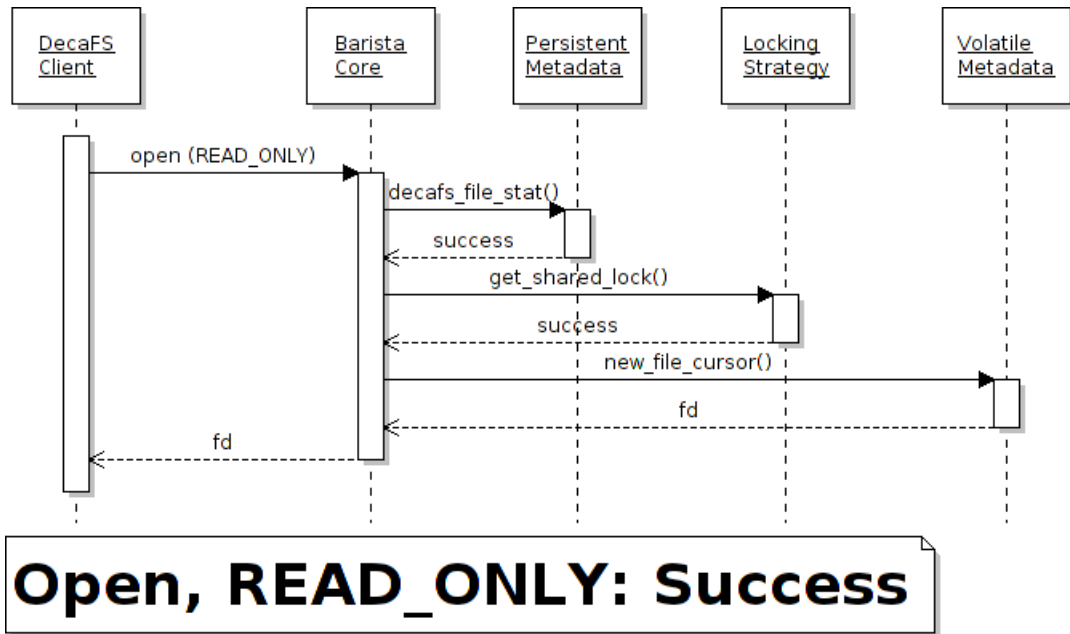 DecaFS
Client
Barista
Core
Persistent
Metadata
Locking
Strategy
Volatile
Metadata
open (READ_ONLY)
decafs_file_stat()
success
get_shared_lock()
success
new_file_cursor()
fd
fd
Open, READ_ONLY: Success